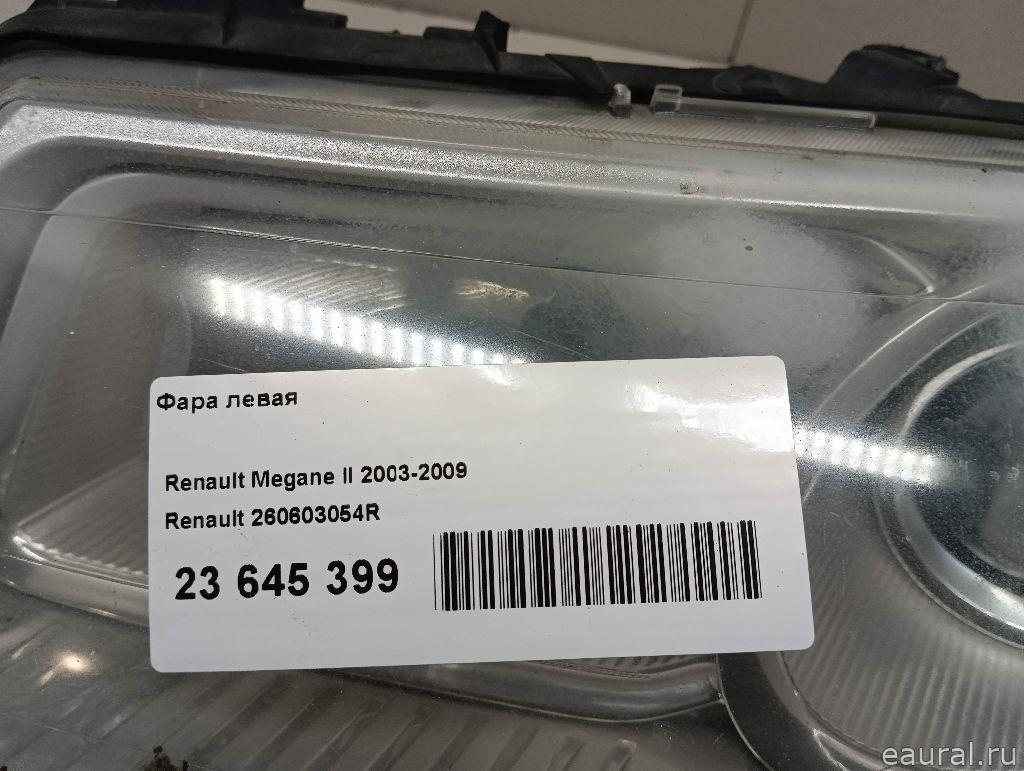 Фара левая
Renault Megane II 2003-2009
Renault 260603054R
23 645 399
eaural.ru